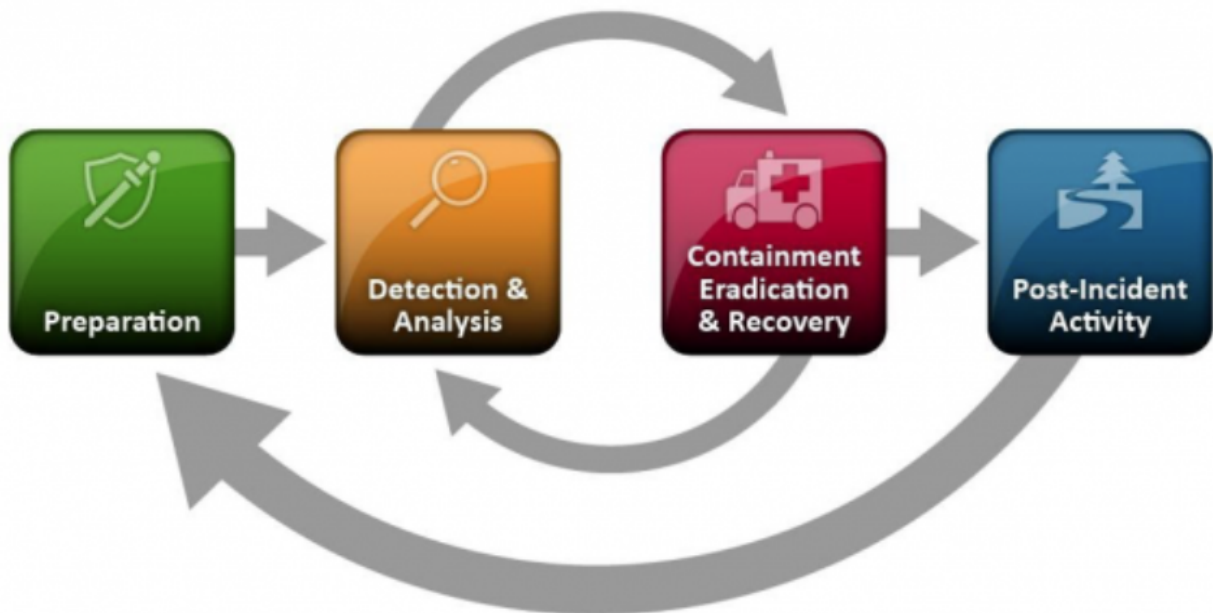 Preparation
Detection &
Analysis
Containment
Eradication
& Recovery
Post-Incident
Activity